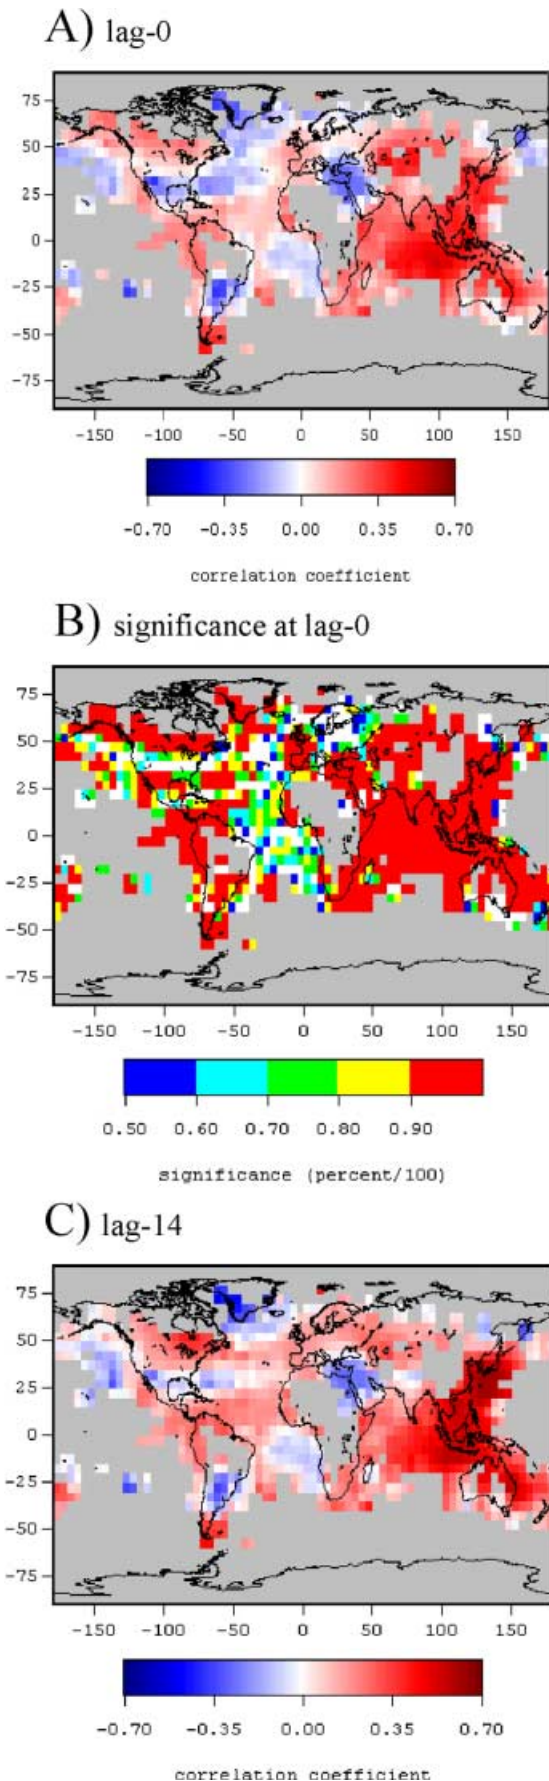 A) lag-0
75
50
25
0
-25
-50
-75
-150 -100 -50 0 50 100 150
-0.70 -0.35 0.00 0.35 0.70
correlation coefficient
B) significance at lag-0
75
50
25
0
-25
-50
-75
-150 -100 -50 0 50 100 150
0.50 0.60 0.70 0.80 0.90
significance (percent/100)
C) lag-14
75
50
25
0
-25
-50
-75
-150 -100 -50 0 50 100 150
-0.70 -0.35 0.00 0.35 0.70
correlation coefficient